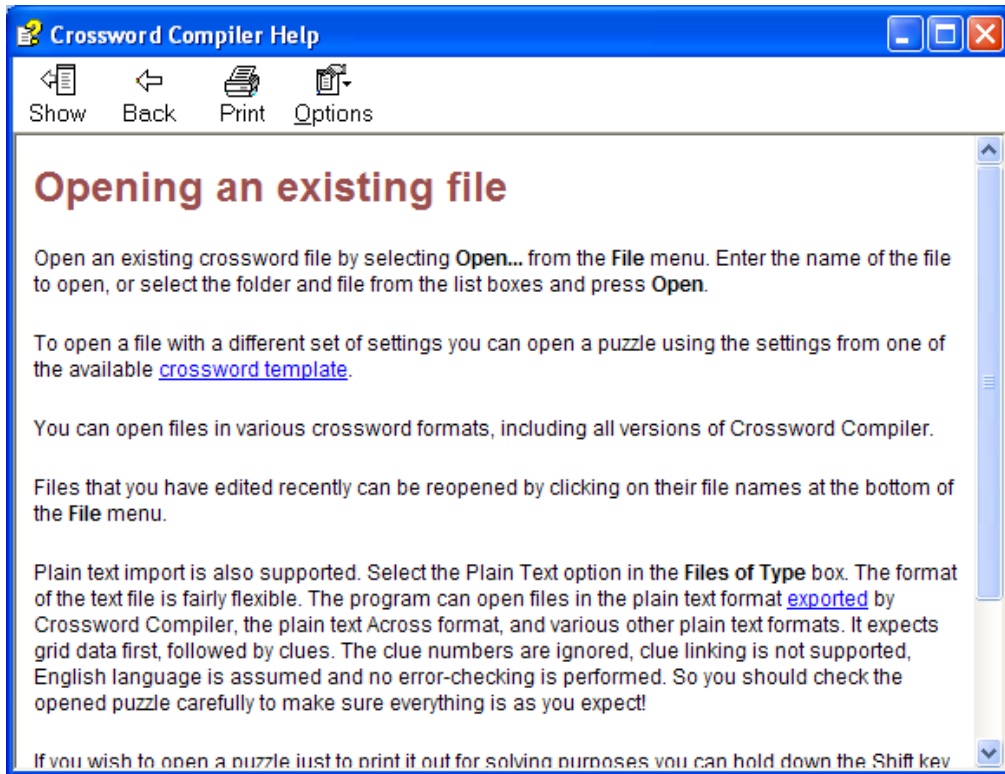 Crossword Compiler Help
Show Back Print Options
Opening an existing file
Open an existing crossword file by selecting Open... from the File menu. Enter the name of the file
to open, or select the folder and file from the list boxes and press Open.
To open a file with a different set of settings you can open a puzzle using the settings from one of
the available crossword template.
You can open files in various crossword formats, including all versions of Crossword Compiler.
Files that you have edited recently can be reopened by clicking on their file names at the bottom of
the File menu.
Plain text import is also supported. Select the Plain Text option in the Files of Type box. The format
of the text file is fairly flexible. The program can open files in the plain text format exported by
Crossword Compiler, the plain text Across format, and various other plain text formats. It expects
grid data first, followed by clues. The clue numbers are ignored, clue linking is not supported,
English language is assumed and no error-checking is performed. So you should check the
opened puzzle carefully to make sure everything is as you expect!
If you wish to open a puzzle just to print it out for solving purposes you can hold down the Shift key